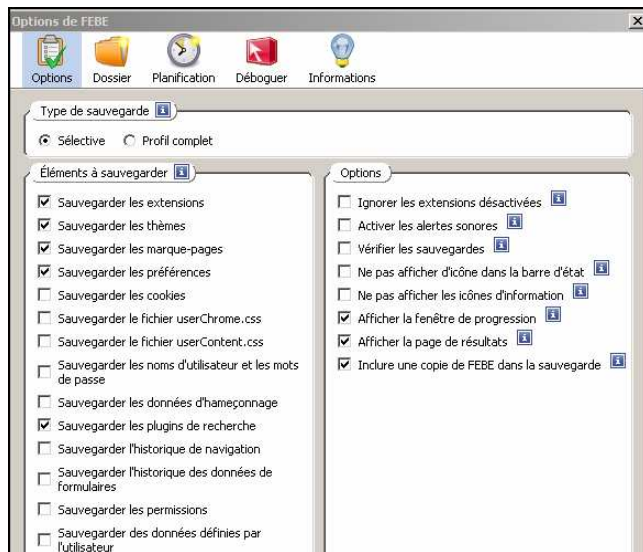 Options de FEBE
Options Dossier Planification Déboguer Informations
Type de sauvegarde
Sélective Profil complet
Éléments à sauvegarder
Sauvegarder les extensions
Sauvegarder les thèmes
Sauvegarder les marque-pages
Sauvegarder les préférences
Sauvegarder les cookies
Sauvegarder le fichier userChrome.css
Sauvegarder le fichier userContent.css
Sauvegarder les noms d'utilisateur et les mots
de passe
Sauvegarder les données d'hameçonnage
Sauvegarder les plugins de recherche
Sauvegarder l'historique de navigation
Sauvegarder l'historique des données de
formulaires
Sauvegarder les permissions
Sauvegarder des données définies par
l'utilisateur
Options
Ignorer les extensions désactivées
Activer les alertes sonores
Vérifier les sauvegardes
Ne pas afficher d'icône dans la barre d'état
Ne pas afficher les icônes d'information
Afficher la fenêtre de progression
Afficher la page de résultats
Inclure une copie de FEBE dans la sauvegarde